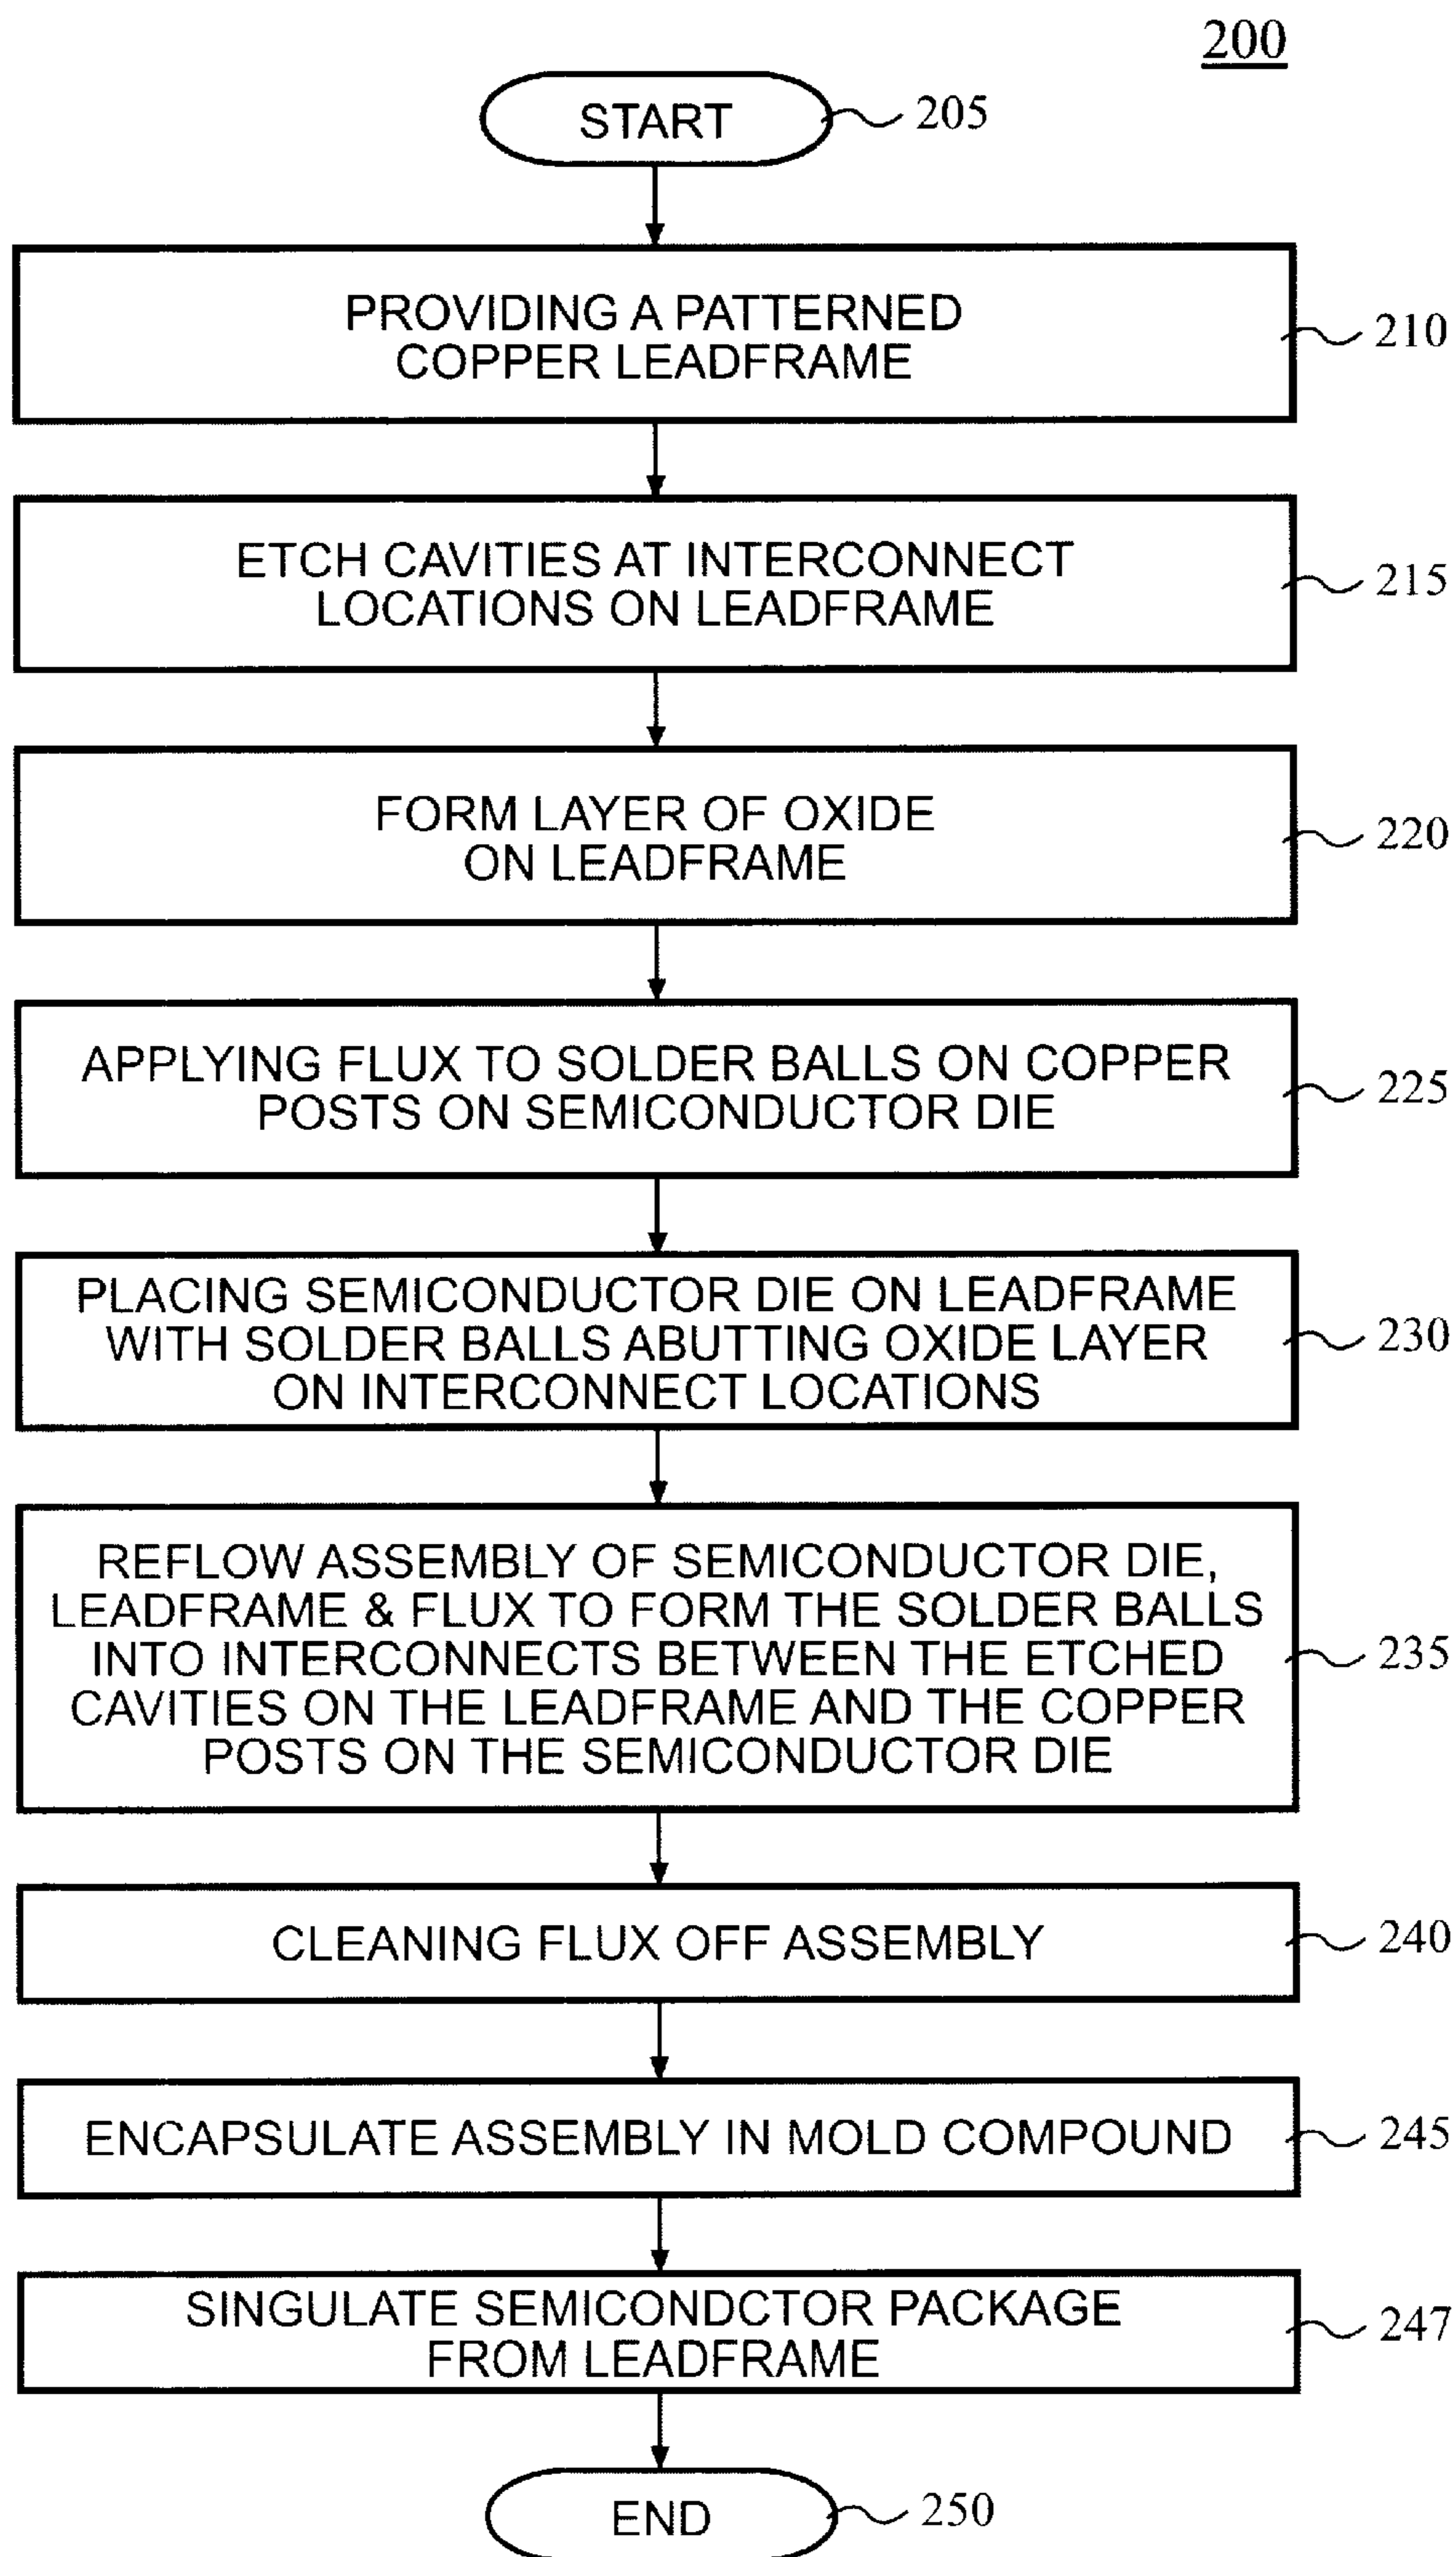 200
START
205
PROVIDING A PATTERNED
COPPER LEADFRAME
210
ETCH CAVITIES AT INTERCONNECT
LOCATIONS ON LEADFRAME
215
FORM LAYER OF OXIDE
ON LEADFRAME
220
APPLYING FLUX TO SOLDER BALLS ON COPPER
POSTS ON SEMICONDUCTOR DIE
225
PLACING SEMICONDUCTOR DIE ON LEADFRAME
WITH SOLDER BALLS ABUTTING OXIDE LAYER
ON INTERCONNECT LOCATIONS
230
REFLOW ASSEMBLY OF SEMICONDUCTOR DIE,
LEADFRAME & FLUX TO FORM THE SOLDER BALLS
INTO INTERCONNECTS BETWEEN THE ETCHED
CAVITIES ON THE LEADFRAME AND THE COPPER
POSTS ON THE SEMICONDUCTOR DIE
235
CLEANING FLUX OFF ASSEMBLY
240
ENCAPSULATE ASSEMBLY IN MOLD COMPOUND
245
SINGULATE SEMICONDCTOR PACKAGE
FROM LEADFRAME
247
END
250